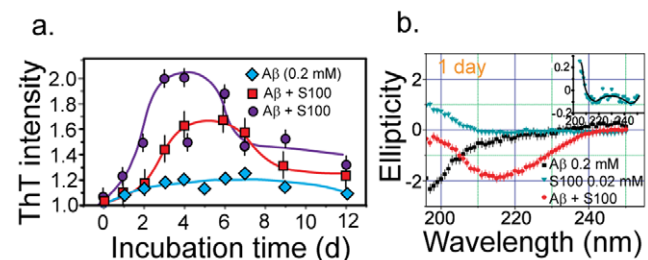 a.
ThT intensity
2.0
1.8
1.6
1.4
1.2
1.0
Aβ (0.2 mM)
Aβ + S100
Aβ + S100
0 2 4 6 8 10 12
Incubation time (d)
b.
Ellipticity
2
0
-2
1 day
0.2
0
-0.2
200 220 240
Aβ 0.2 mM
S100 0.02 mM
Aβ + S100
200 220 240
Wavelength (nm)